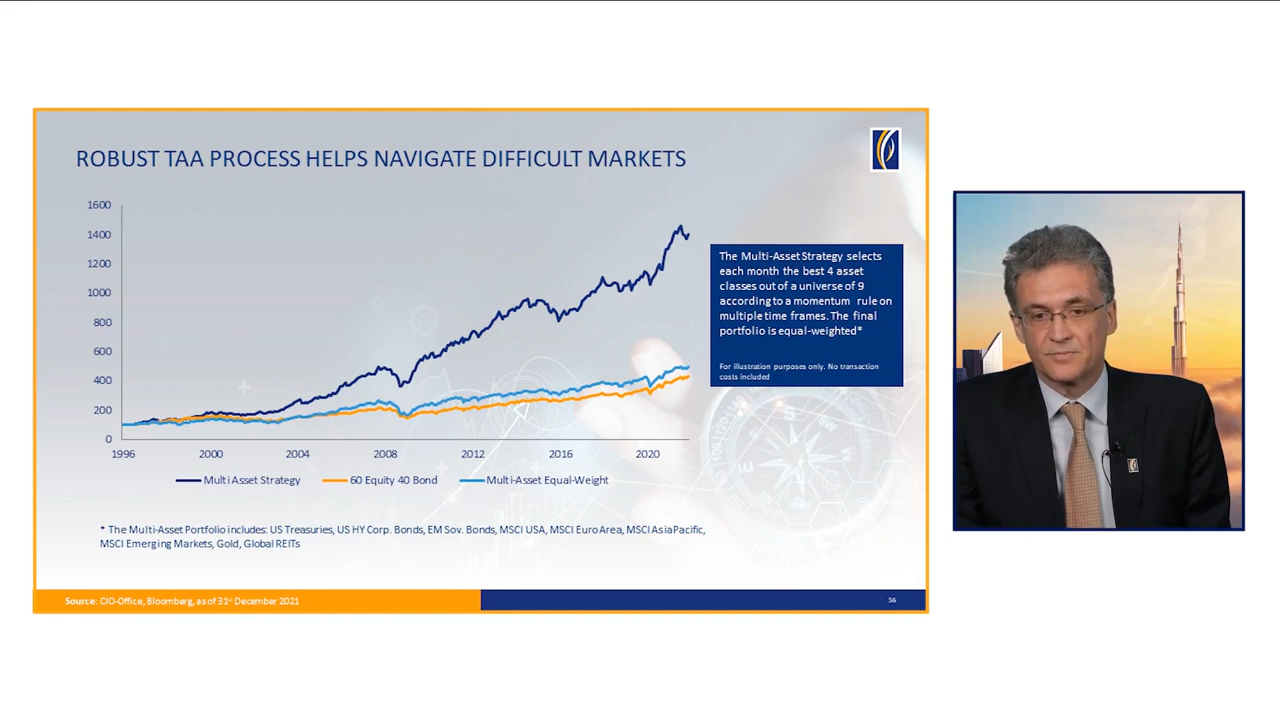 ROBUST TAA PROCESS HELPS NAVIGATE DIFFICULT MARKETS
1600
1400
1200
1000
800
600
400
200
0
1996 2000 2004 2008 2012 2016 2020
Multi Asset Strategy 60 Equity 40 Bond Multi-Asset Equal-Weight
The Multi-Asset Strategy selects
each month the best 4 asset
classes out of a universe of 9
according to a momentum rule on
multiple time frames. The final
portfolio is equal-weighted*
For illustration purposes only. No transaction
costs included
* The Multi-Asset Portfolio includes: US Treasuries, US HY Corp. Bonds, EM Sov. Bonds, MSCI USA, MSCI Euro Area, MSCI Asia Pacific,
MSCI Emerging Markets, Gold, Global REITs
Source: CIO-Office, Bloomberg, as of 31st December 2021
56